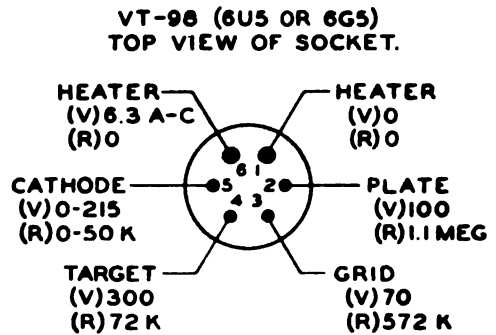 VT-98 (6U5 OR 6G5)
TOP VIEW OF SOCKET.
HEATER
(V)6.3 A-C
(R)0
HEATER
(V)0
(R)0
6 1
5 2
4 3
CATHODE
(V)0-215
(R)0-50K
PLATE
(V)100
(R)1.1 MEG
TARGET
(V)300
(R)72 K
GRID
(V)70
(R)572 K